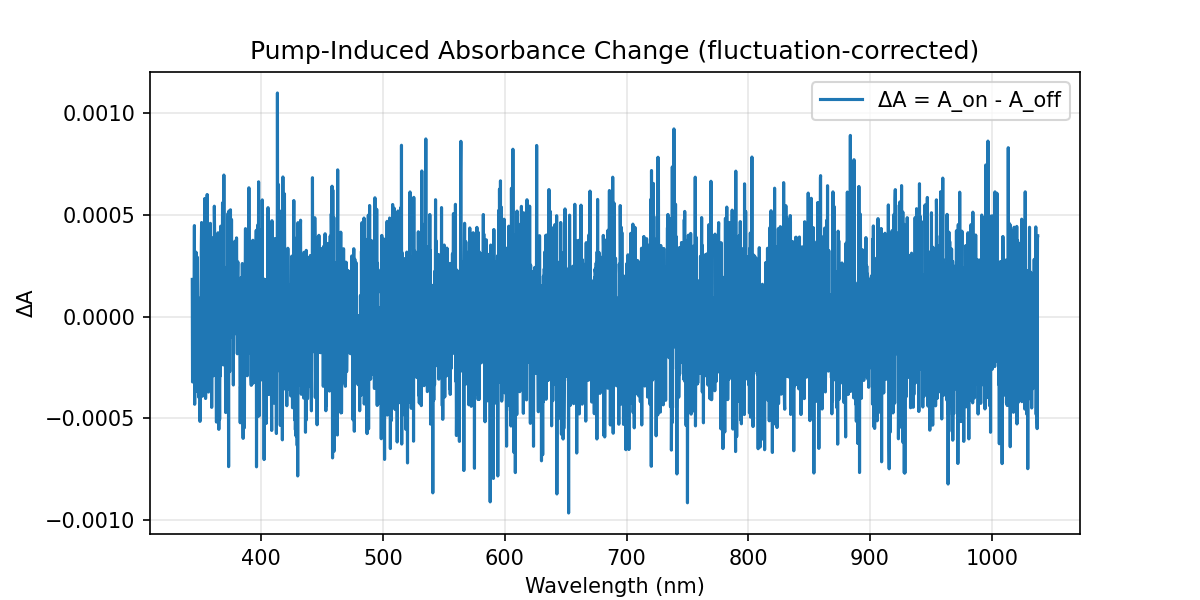 Pump-Induced Absorbance Change (fluctuation-corrected)
ΔA = A_on - A_off
0.0010
0.0005
0.0000
−0.0005
−0.0010
ΔA
400 500 600 700 800 900 1000
Wavelength (nm)